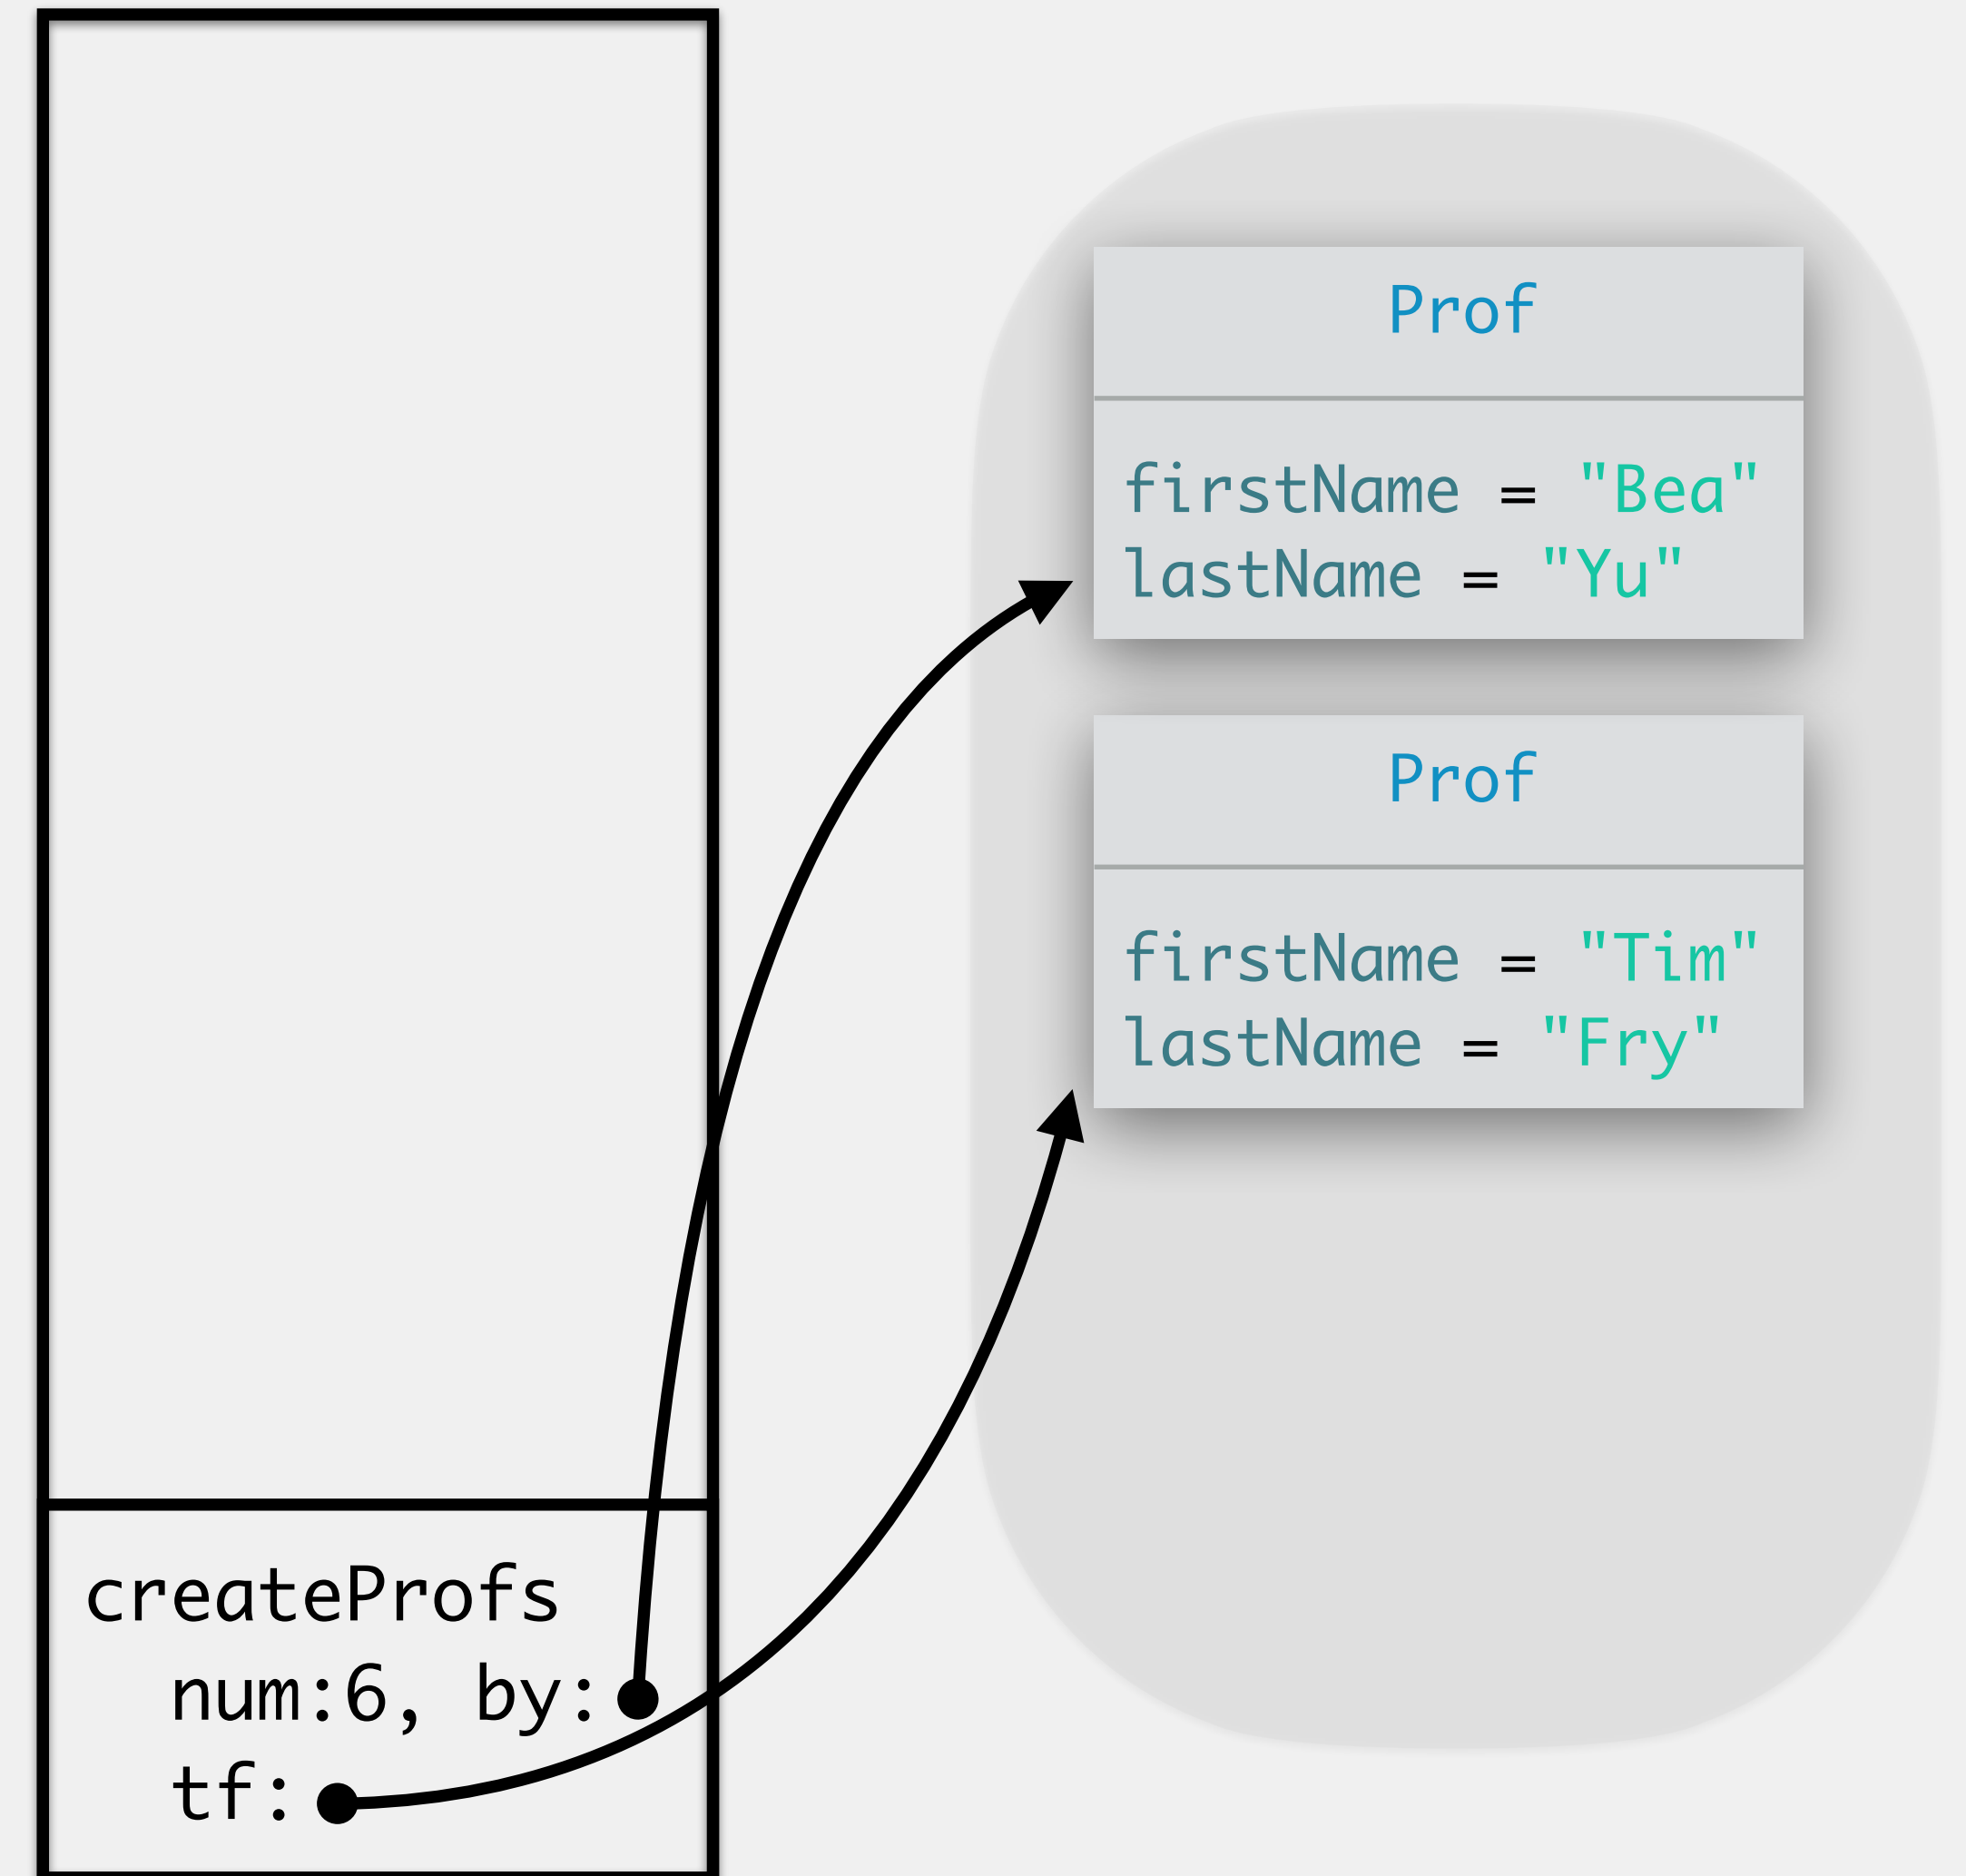 Prof
firstName = "Bea"
lastName = "Yu"
Prof
firstName = "Tim"
lastName = "Fry"
createProfs
num:6, by:
tf: